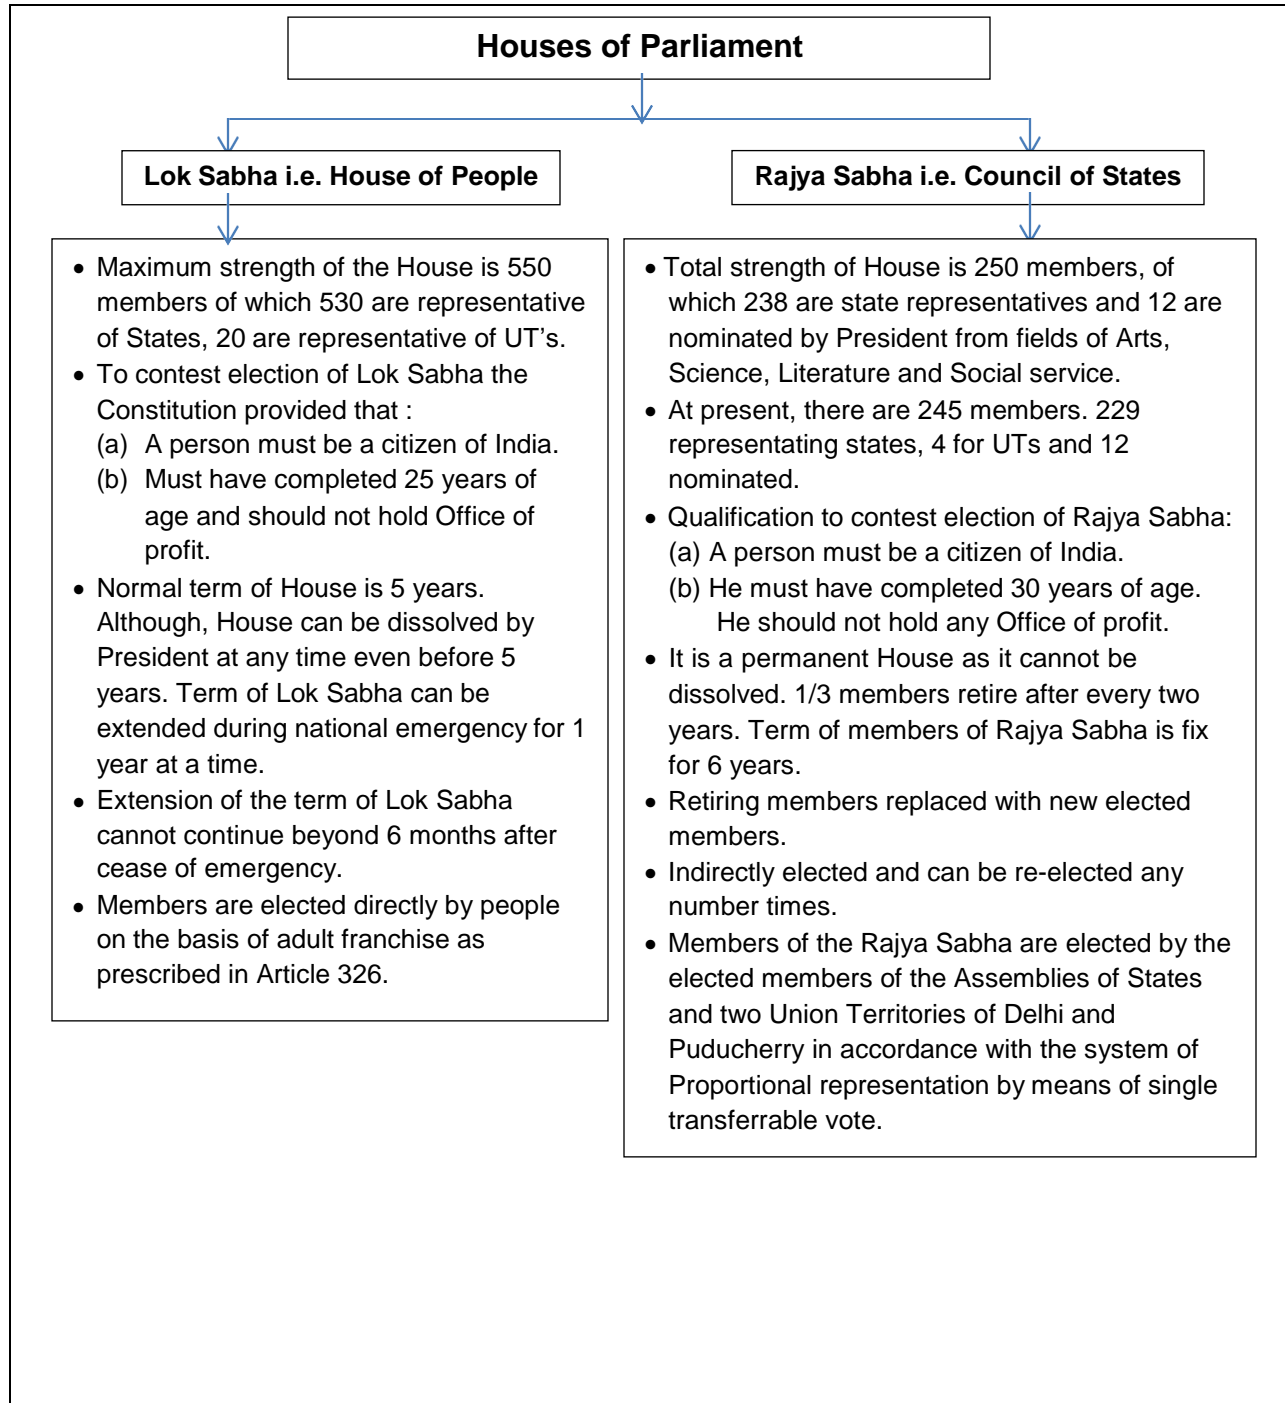 Houses of Parliament
Lok Sabha i.e. House of People
Rajya Sabha i.e. Council of States
• Maximum strength of the House is 550
members of which 530 are representative
of States, 20 are representative of UT’s.
• To contest election of Lok Sabha the
Constitution provided that :
(a) A person must be a citizen of India.
(b) Must have completed 25 years of
age and should not hold Office of
profit.
• Normal term of House is 5 years.
Although, House can be dissolved by
President at any time even before 5
years. Term of Lok Sabha can be
extended during national emergency for 1
year at a time.
• Extension of the term of Lok Sabha
cannot continue beyond 6 months after
cease of emergency.
• Members are elected directly by people
on the basis of adult franchise as
prescribed in Article 326.
• Total strength of House is 250 members, of
which 238 are state representatives and 12 are
nominated by President from fields of Arts,
Science, Literature and Social service.
• At present, there are 245 members. 229
representating states, 4 for UTs and 12
nominated.
• Qualification to contest election of Rajya Sabha:
(a) A person must be a citizen of India.
(b) He must have completed 30 years of age.
He should not hold any Office of profit.
• It is a permanent House as it cannot be
dissolved. 1/3 members retire after every two
years. Term of members of Rajya Sabha is fix
for 6 years.
• Retiring members replaced with new elected
members.
• Indirectly elected and can be re-elected any
number times.
• Members of the Rajya Sabha are elected by the
elected members of the Assemblies of States
and two Union Territories of Delhi and
Puducherry in accordance with the system of
Proportional representation by means of single
transferrable vote.